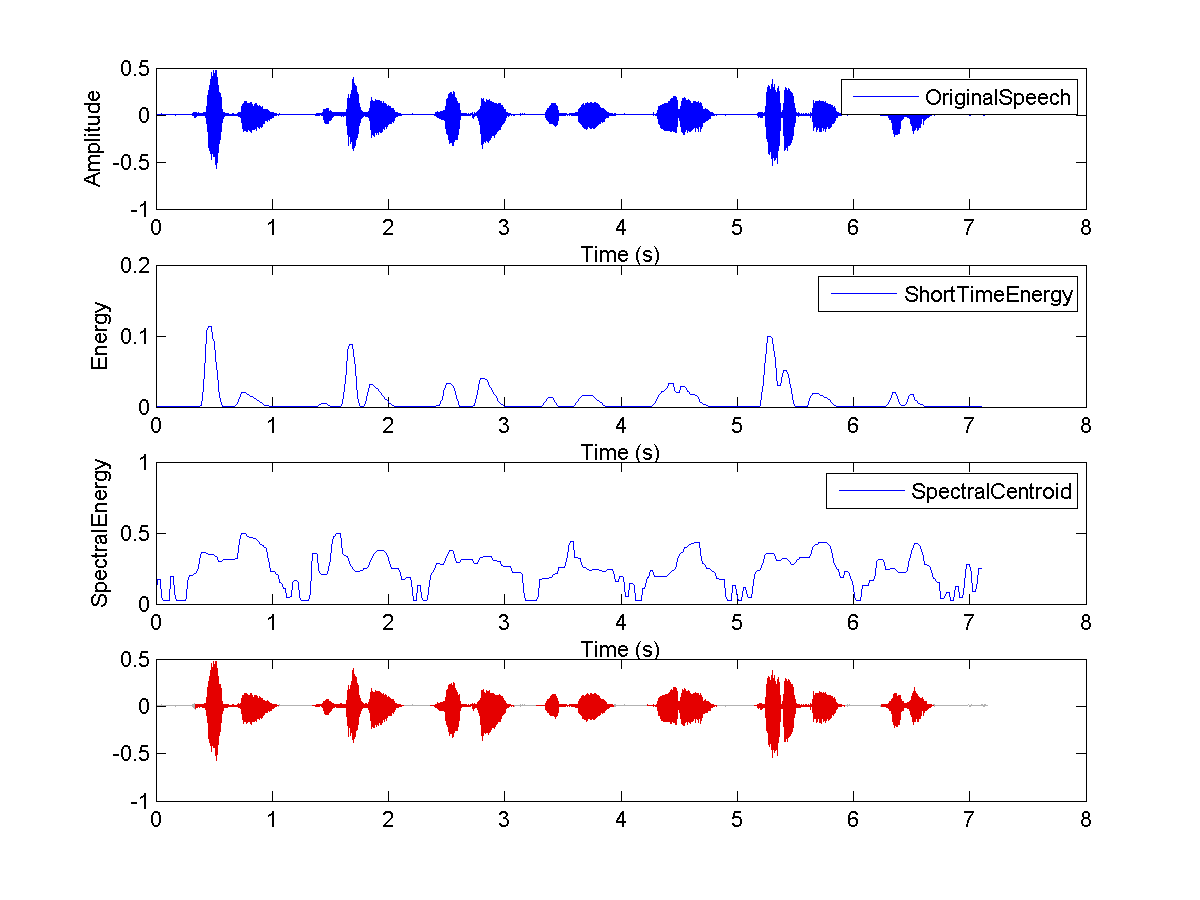 0.5
0
-0.5
-1
Amplitude
OriginalSpeech
0 1 2 3 4 5 6 7 8
Time (s)
0.2
0.1
0
Energy
ShortTimeEnergy
0 1 2 3 4 5 6 7 8
Time (s)
1
0.5
0
SpectralEnergy
SpectralCentroid
0 1 2 3 4 5 6 7 8
Time (s)
0.5
0
-0.5
-1
0 1 2 3 4 5 6 7 8